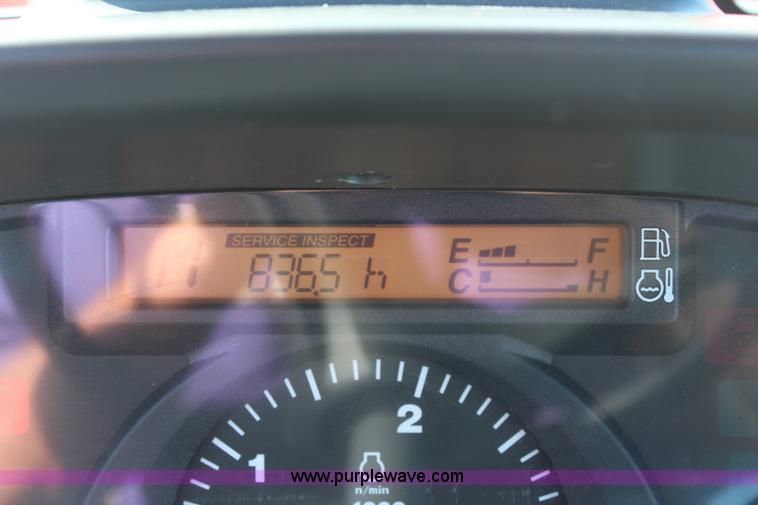 SERVICE INSPECT
836.5 h
E F
C H
1 2
n/min
www.purplewave.com